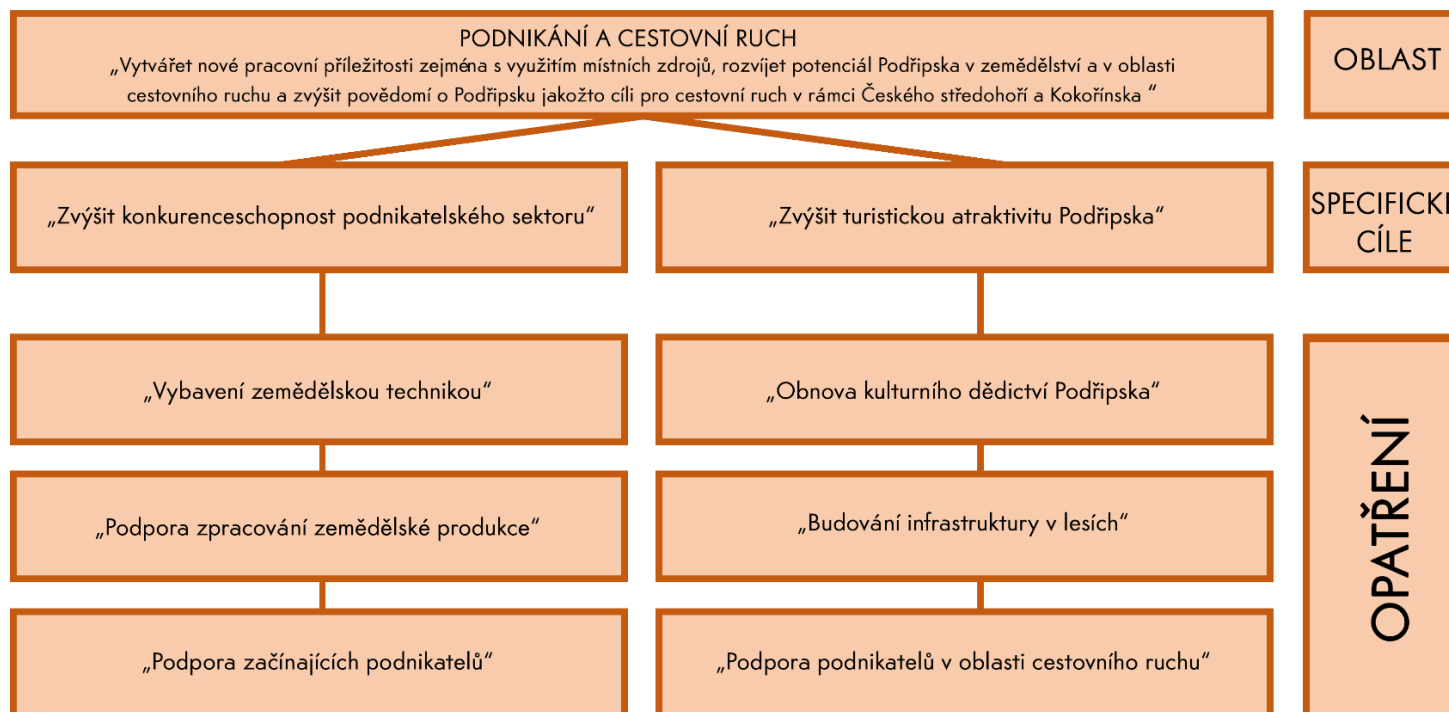 PODNIKÁNÍ A CESTOVNÍ RUCH
„Vytvářet nové pracovní příležitosti zejména s využitím místních zdrojů, rozvíjet potenciál Podřipska v zemědělství a v oblasti
cestovního ruchu a zvýšit povědomí o Podřipsku jakožto cíli pro cestovní ruch v rámci Českého středohoří a Kokořínska “
OBLAST
„Zvýšit konkurenceschopnost podnikatelského sektoru“
„Zvýšit turistickou atraktivitu Podřipska“
SPECIFICKÉ
CÍLE
„Vybavení zemědělskou technikou“
„Obnova kulturního dědictví Podřipska“
OPATŘENÍ
„Podpora zpracování zemědělské produkce“
„Budování infrastruktury v lesích“
„Podpora začínajících podnikatelů“
„Podpora podnikatelů v oblasti cestovního ruchu“